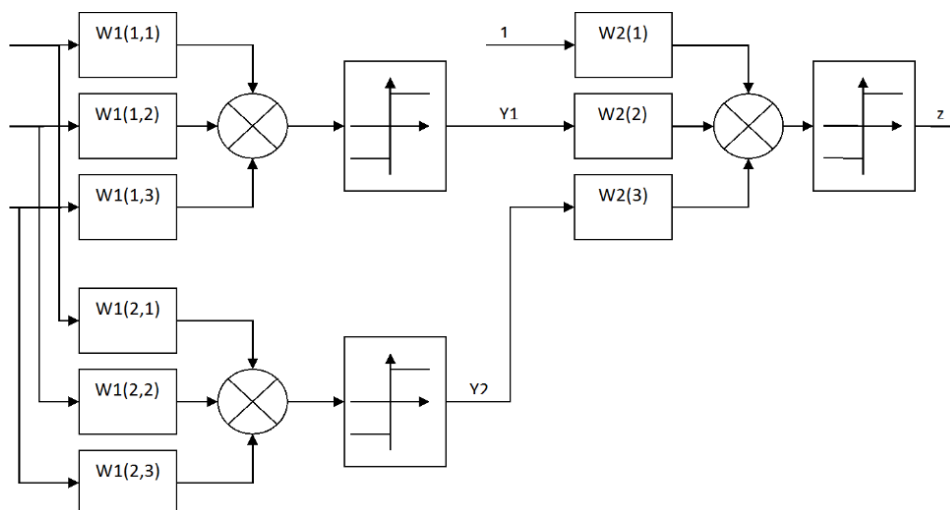 W1(1,1)
1
W2(1)
W1(1,2)
Y1
W2(2)
z
W1(1,3)
W2(3)
W1(2,1)
W1(2,2)
Y2
W1(2,3)